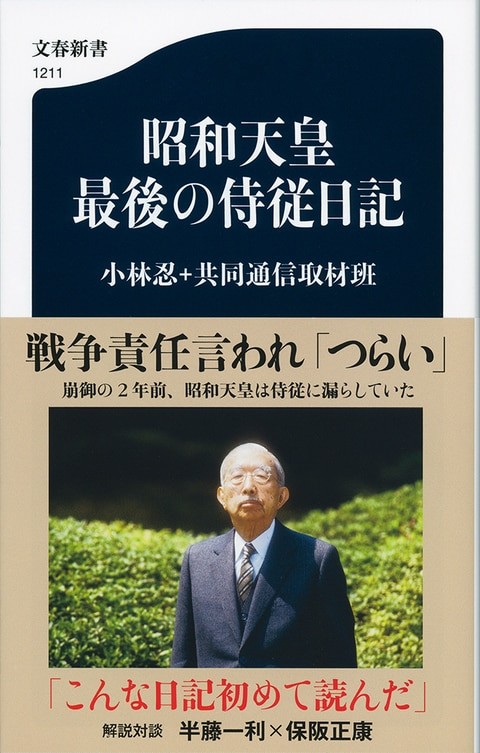 文春新書
1211
昭和天皇
最後の侍従日記
小林忍+共同通信取材班
戦争責任言われ「つらい」
崩御の2年前、昭和天皇は侍従に漏らしていた
「こんな日記初めて読んだ」
解説対談 半藤一利×保阪正康